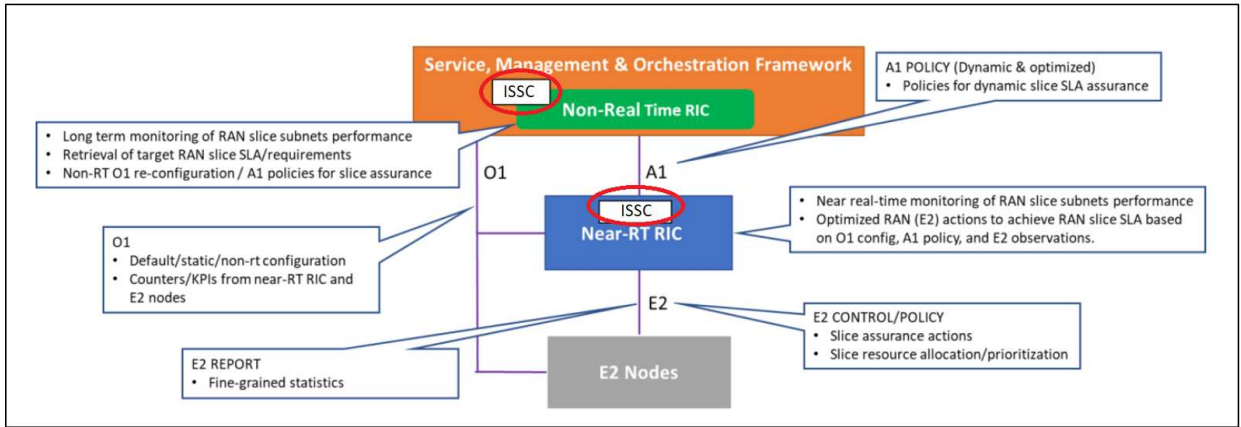 Service, Management & Orchestration Framework
ISSC
Non-Real Time RIC
A1 POLICY (Dynamic & optimized)
• Policies for dynamic slice SLA assurance
• Long term monitoring of RAN slice subnets performance
• Retrieval of target RAN slice SLA/requirements
• Non-RT O1 re-configuration / A1 policies for slice assurance
O1
A1
ISSC
Near-RT RIC
• Near real-time monitoring of RAN slice subnets performance
• Optimized RAN (E2) actions to achieve RAN slice SLA based
on O1 config, A1 policy, and E2 observations.
O1
• Default/static/non-rt configuration
• Counters/KPIs from near-RT RIC and
E2 nodes
E2
E2 CONTROL/POLICY
• Slice assurance actions
• Slice resource allocation/prioritization
E2 REPORT
• Fine-grained statistics
E2 Nodes